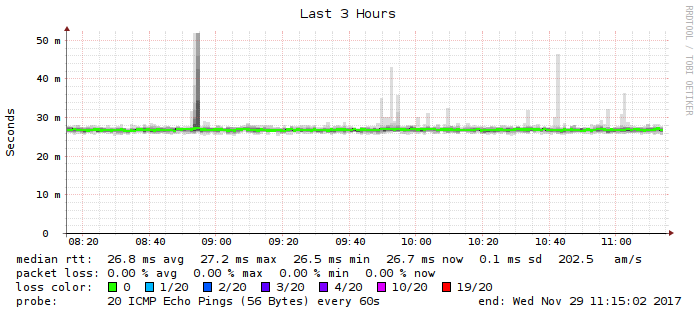 Last 3 Hours
RRDTOOL / TOBI OETIKER
Seconds
50 m
40 m
30 m
20 m
10 m
0
08:20 08:40 09:00 09:20 09:40 10:00 10:20 10:40 11:00
median rtt: 26.8 ms avg 27.2 ms max 26.5 ms min 26.7 ms now 0.1 ms sd 202.5 am/s
packet loss: 0.00 % avg 0.00 % max 0.00 % min 0.00 % now
loss color: 0 1/20 2/20 3/20 4/20 10/20 19/20
probe: 20 ICMP Echo Pings (56 Bytes) every 60s end: Wed Nov 29 11:15:02 2017